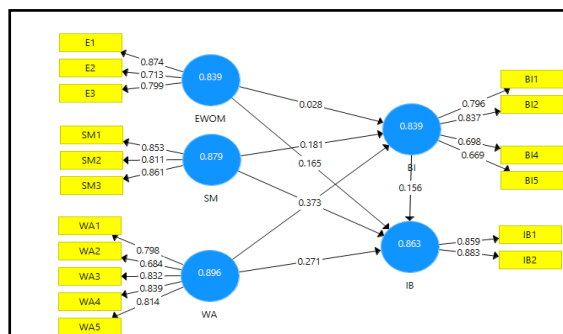 E1
E2
E3
0.874
0.713
0.799
0.839
EWOM
SM1
SM2
SM3
0.853
0.811
0.861
0.879
SM
WA1
WA2
WA3
WA4
WA5
0.798
0.684
0.832
0.839
0.814
0.896
WA
0.028
0.181
0.165
0.373
0.271
0.156
0.839
BI
0.863
IB
0.796
0.837
0.698
0.669
BI1
BI2
BI4
BI5
0.859
0.883
IB1
IB2